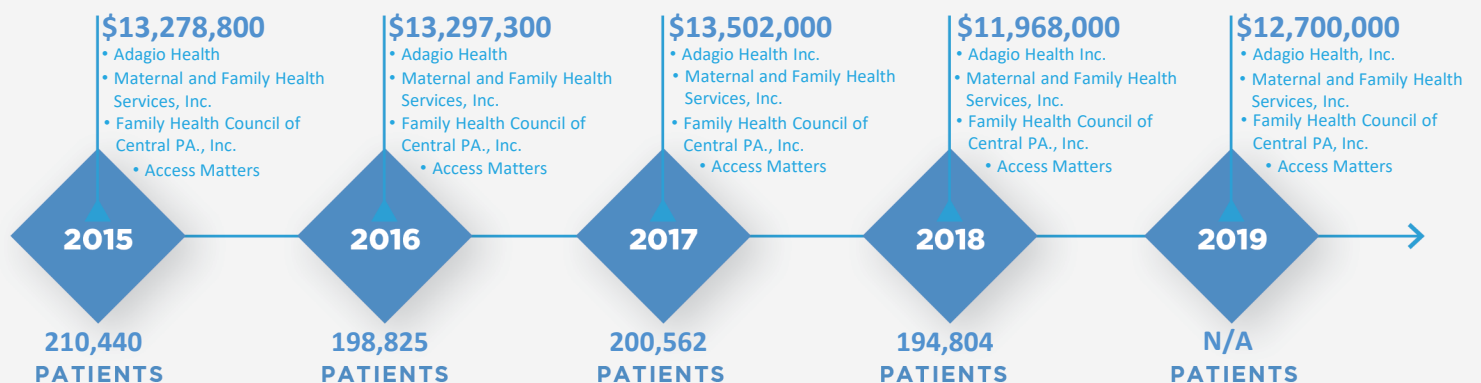 $13,278,800
• Adagio Health
• Maternal and Family Health
Services, Inc.
• Family Health Council of
Central PA., Inc.
• Access Matters
2015
210,440
PATIENTS
$13,297,300
• Adagio Health
• Maternal and Family Health
Services, Inc.
• Family Health Council of
Central PA., Inc.
• Access Matters
2016
198,825
PATIENTS
$13,502,000
• Adagio Health Inc.
• Maternal and Family Health
Services, Inc.
• Family Health Council of
Central PA., Inc.
• Access Matters
2017
200,562
PATIENTS
$11,968,000
• Adagio Health Inc.
• Maternal and Family Health
Services, Inc.
• Family Health Council of
Central PA., Inc.
• Access Matters
2018
194,804
PATIENTS
$12,700,000
• Adagio Health, Inc.
• Maternal and Family Health
Services, Inc.
• Family Health Council of
Central PA, Inc.
• Access Matters
2019
N/A
PATIENTS